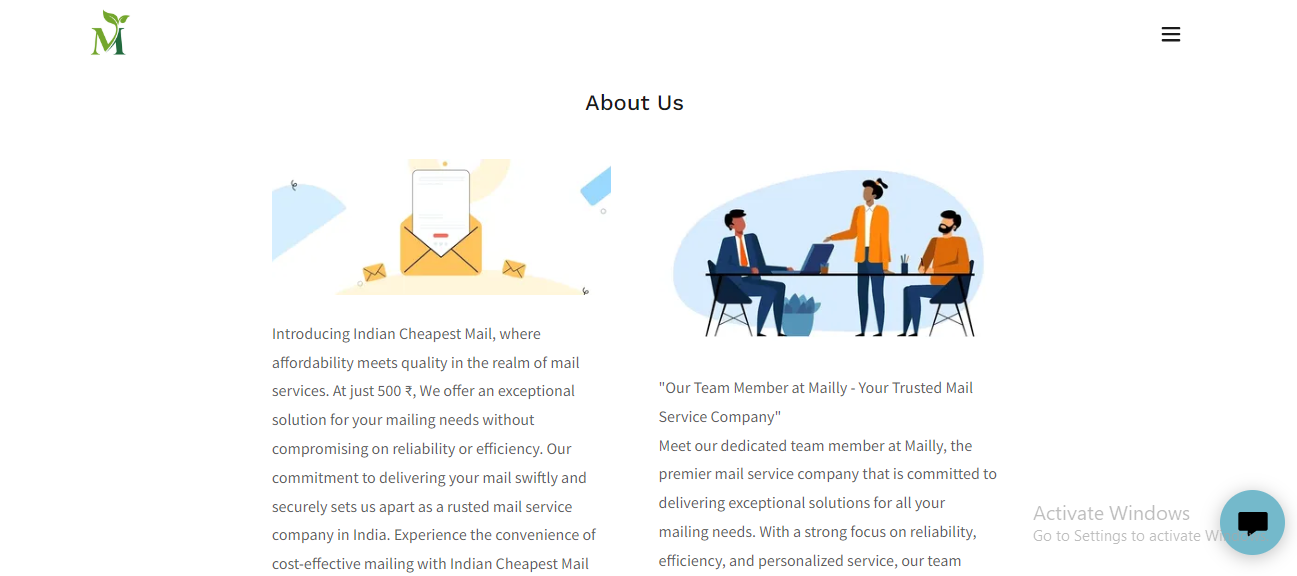 M
About Us
Introducing Indian Cheapest Mail, where
affordability meets quality in the realm of mail
services. At just 500 ₹, We offer an exceptional
solution for your mailing needs without
compromising on reliability or efficiency. Our
commitment to delivering your mail swiftly and
securely sets us apart as a rusted mail service
company in India. Experience the convenience of
cost-effective mailing with Indian Cheapest Mail
"Our Team Member at Mailly - Your Trusted Mail
Service Company"
Meet our dedicated team member at Mailly, the
premier mail service company that is committed to
delivering exceptional solutions for all your
mailing needs. With a strong focus on reliability,
efficiency, and personalized service, our team
Activate Windows
Go to Settings to activate